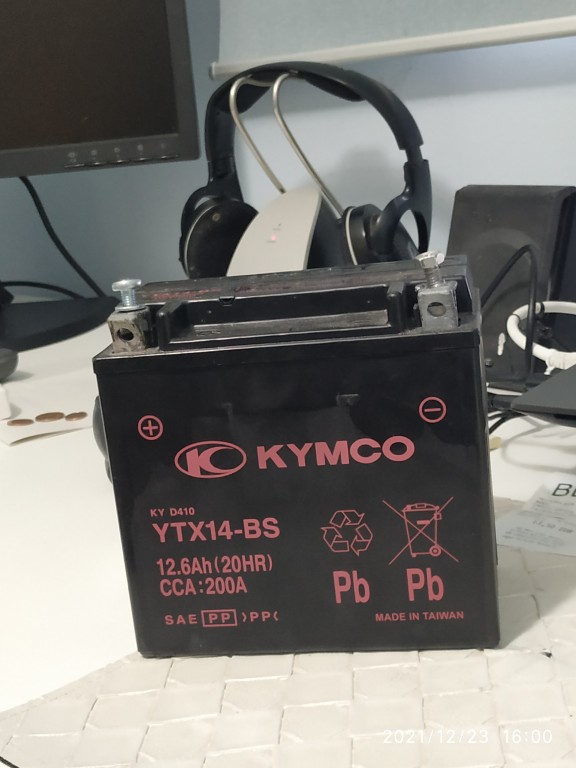 KYMCO
KY D410
YTX14-BS
12.6Ah(20HR)
CCA:200A
Pb
Pb
SAE PP >PP<
MADE IN TAIWAN
2021/12/23 16:00